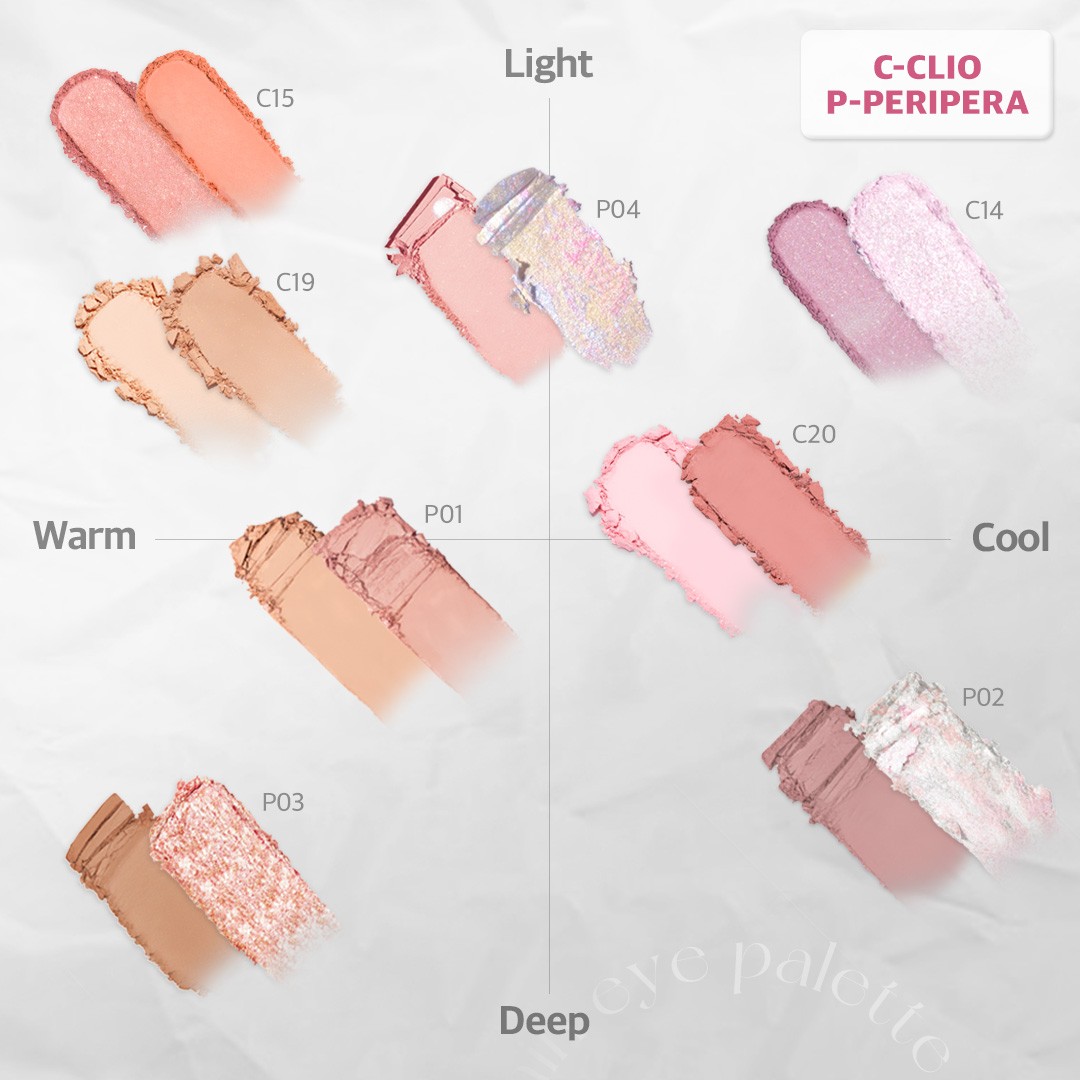 Light
C-CLIO
P-PERIPERA
C15
P04
C14
C19
C20
P01
Warm
Cool
P02
P03
eye palette
Deep